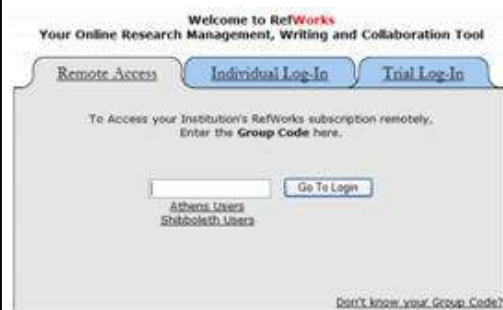 Welcome to RefWorks
Your Online Research Management, Writing and Collaboration Tool
Remote Access Individual Log-In Trial Log-In
To Access your Institution's RefWorks subscription remotely,
Enter the Group Code here.
Go To Login
Athens Users
Shibboleth Users
Don't know your Group Code?